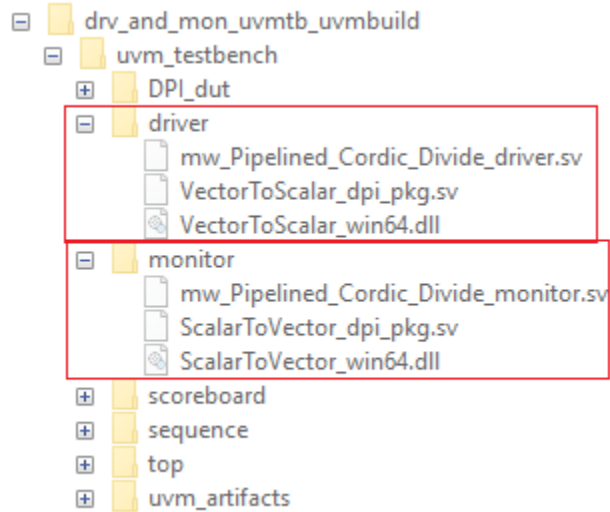 drv_and_mon_uvmtb_uvmbuild
uvm_testbench
DPI_dut
driver
mw_Pipelined_Cordic_Divide_driver.sv
VectorToScalar_dpi_pkg.sv
VectorToScalar_win64.dll
monitor
mw_Pipelined_Cordic_Divide_monitor.sv
ScalarToVector_dpi_pkg.sv
ScalarToVector_win64.dll
scoreboard
sequence
top
uvm_artifacts